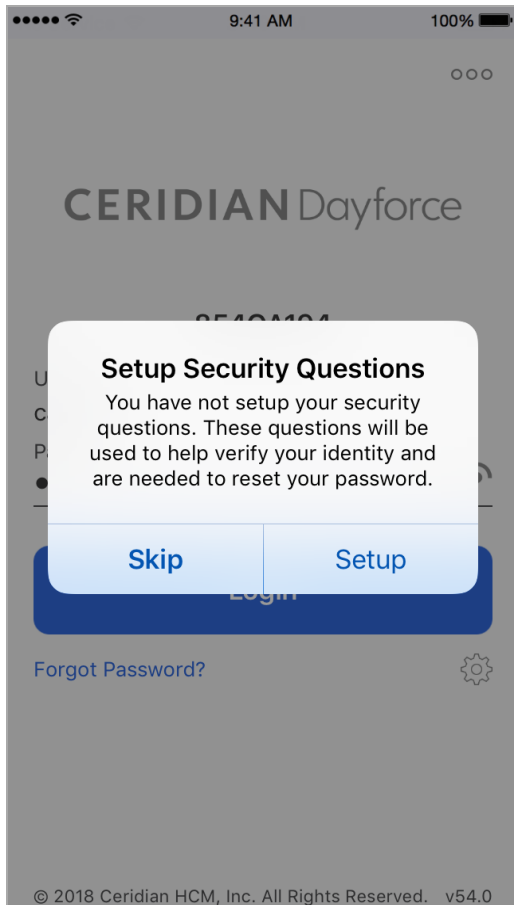 9:41 AM 100%
CERIDIAN Dayforce
Setup Security Questions
You have not setup your security
questions. These questions will be
used to help verify your identity and
are needed to reset your password.
Skip Setup
Login
Forgot Password?
© 2018 Ceridian HCM, Inc. All Rights Reserved. v54.0